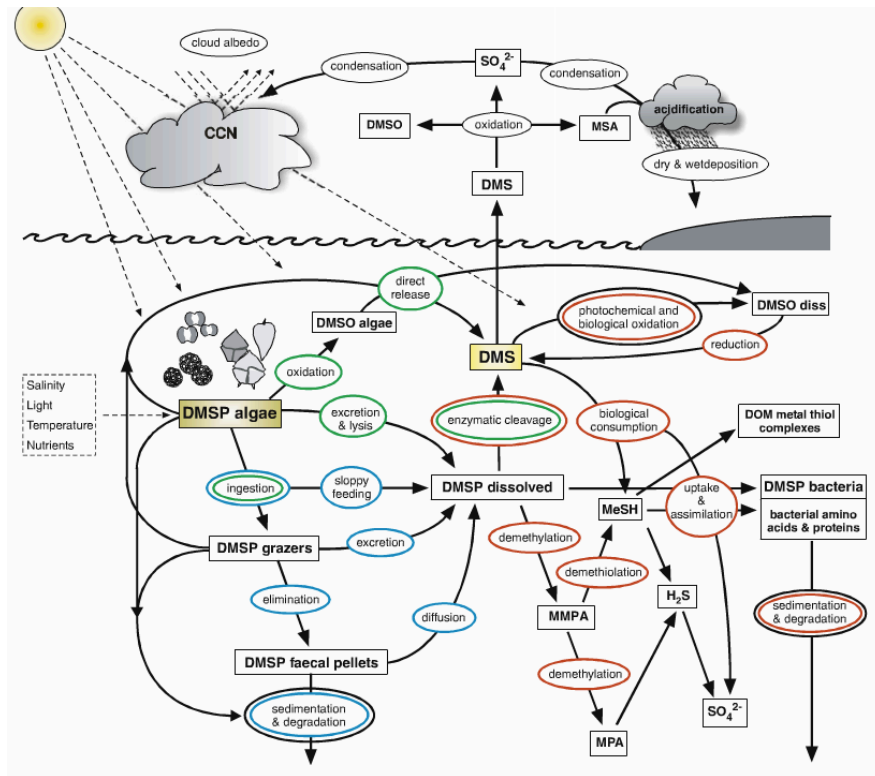 cloud albedo
condensation
SO₄²⁻
condensation
acidification
CCN
DMSO
oxidation
MSA
dry & wetdeposition
DMS
direct
release
DMSO algae
photochemical and
biological oxidation
DMSO diss
reduction
DMS
oxidation
Salinity
Light
Temperature
Nutrients
DMSP algae
excretion
& lysis
enzymatic cleavage
biological
consumption
DOM metal thiol
complexes
ingestion
sloppy
feeding
DMSP dissolved
uptake
&
assimilation
DMSP bacteria
bacterial amino
acids & proteins
MeSH
DMSP grazers
excretion
demethylation
demethiolation
elimination
diffusion
MMPA
H₂S
sedimentation
& degradation
DMSP faecal pellets
demethylation
sedimentation
& degradation
SO₄²⁻
MPA